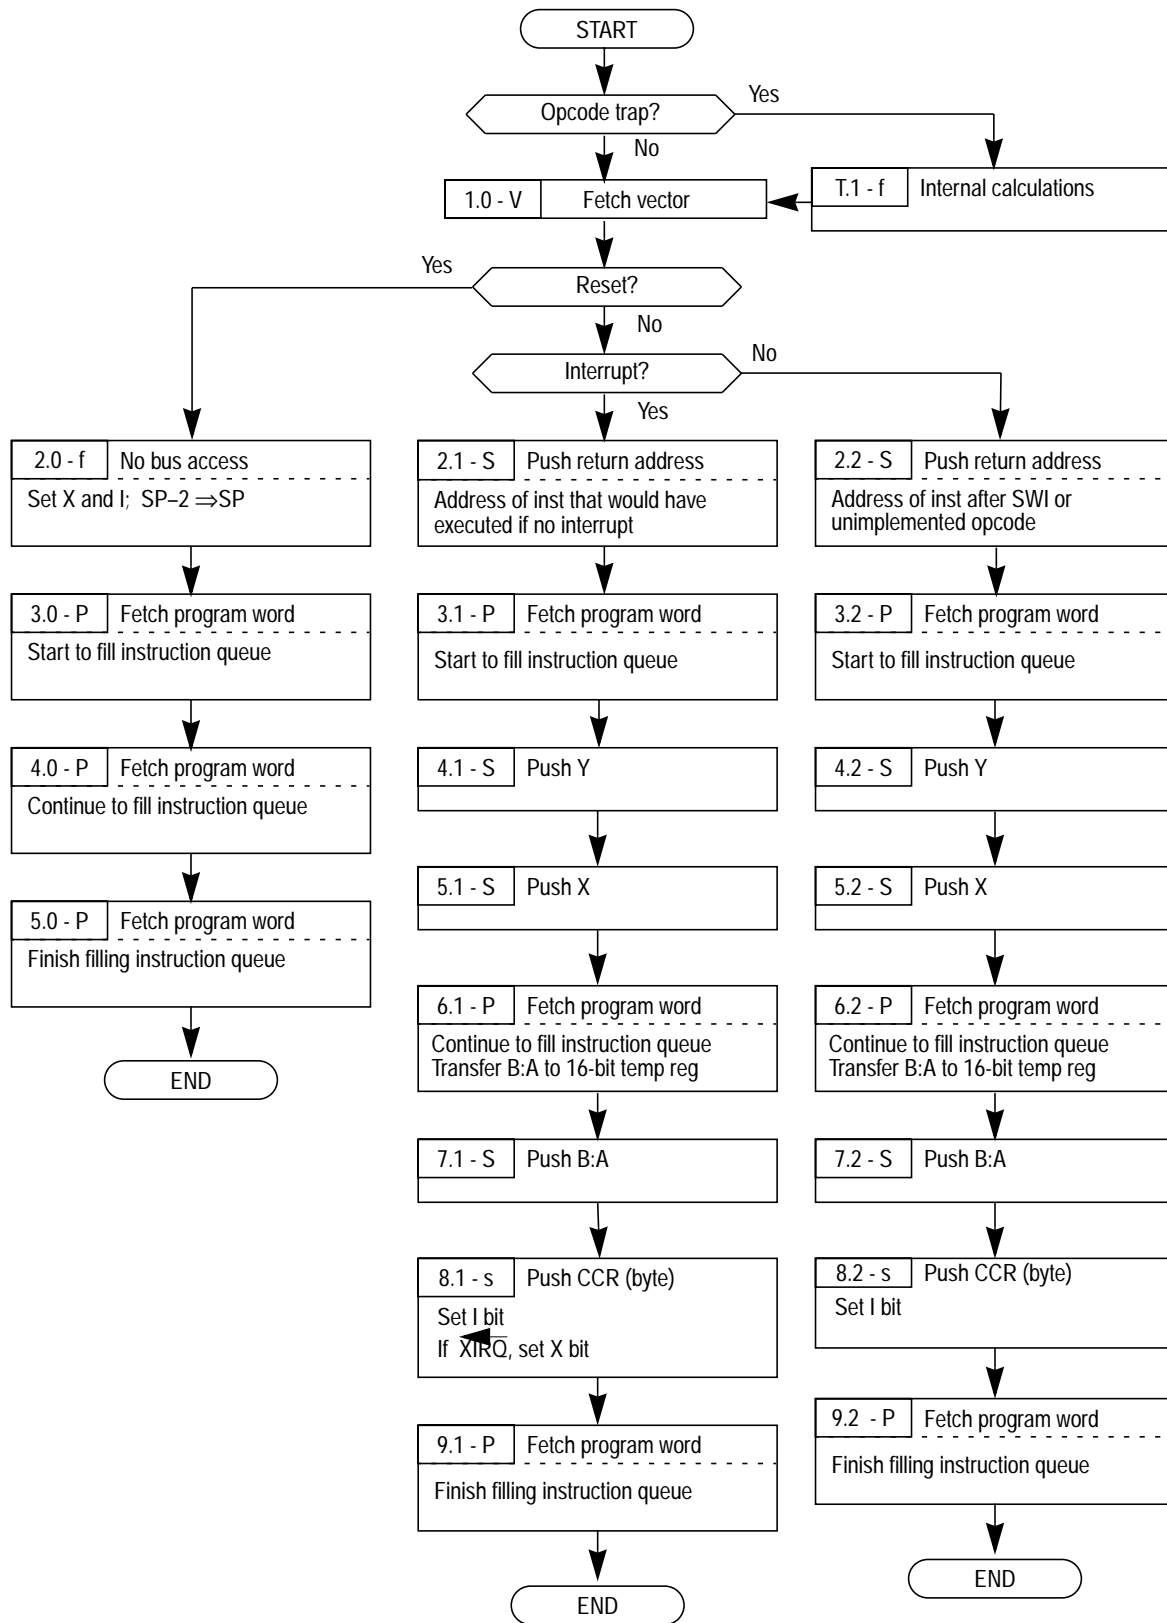 START
Opcode trap?
Yes
No
T.1 - f Internal calculations
1.0 - V Fetch vector
Yes
Reset?
No
Interrupt?
No
Yes
2.0 - f No bus access
Set X and I; SP–2 ⇒SP
3.0 - P Fetch program word
Start to fill instruction queue
4.0 - P Fetch program word
Continue to fill instruction queue
5.0 - P Fetch program word
Finish filling instruction queue
END
2.1 - S Push return address
Address of inst that would have
executed if no interrupt
3.1 - P Fetch program word
Start to fill instruction queue
4.1 - S Push Y
5.1 - S Push X
6.1 - P Fetch program word
Continue to fill instruction queue
Transfer B:A to 16-bit temp reg
7.1 - S Push B:A
8.1 - s Push CCR (byte)
Set I bit
If XIRQ, set X bit
9.1 - P Fetch program word
Finish filling instruction queue
END
2.2 - S Push return address
Address of inst after SWI or
unimplemented opcode
3.2 - P Fetch program word
Start to fill instruction queue
4.2 - S Push Y
5.2 - S Push X
6.2 - P Fetch program word
Continue to fill instruction queue
Transfer B:A to 16-bit temp reg
7.2 - S Push B:A
8.2 - s Push CCR (byte)
Set I bit
9.2 - P Fetch program word
Finish filling instruction queue
END